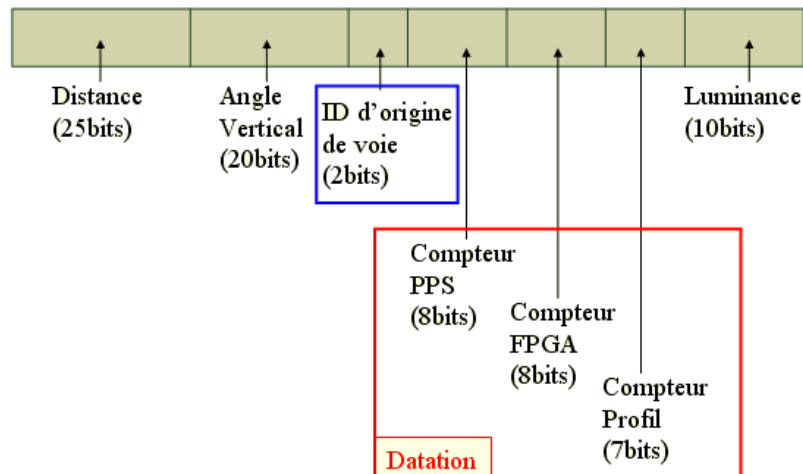 Distance
(25bits)
Angle
Vertical
(20bits)
ID d'origine
de voie
(2bits)
Compteur
PPS
(8bits)
Compteur
FPGA
(8bits)
Compteur
Profil
(7bits)
Luminance
(10bits)
Datation